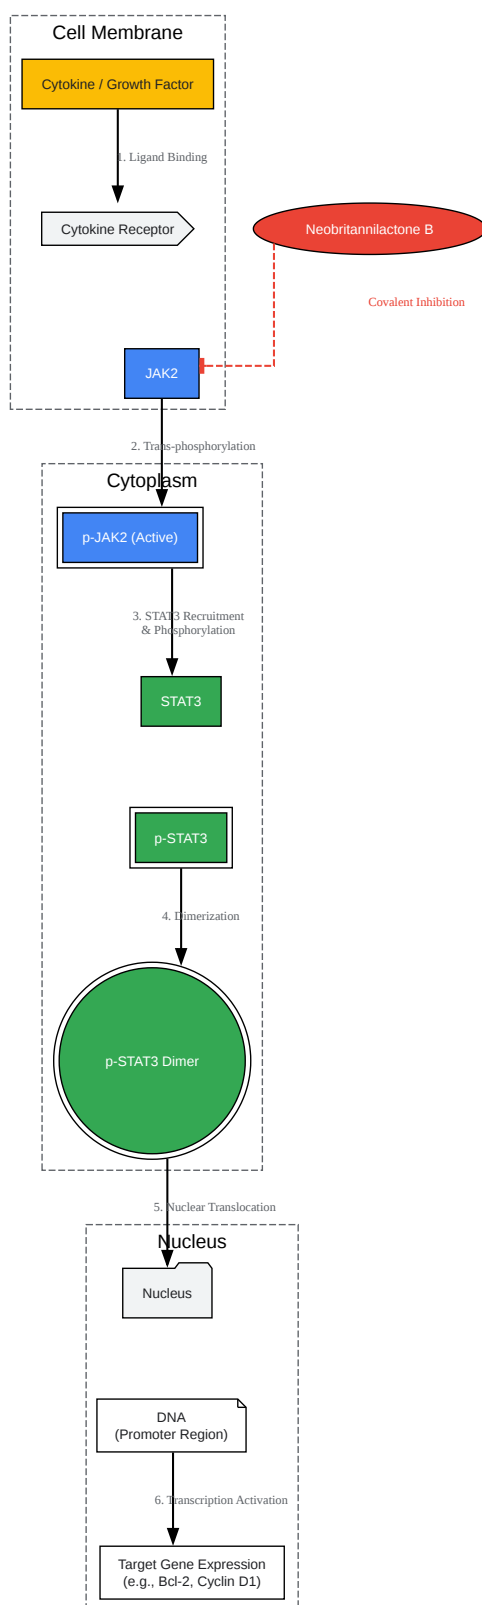 Cell Membrane
Cytokine / Growth Factor
1. Ligand Binding
Cytokine Receptor
Neobritannilactone B
Covalent Inhibition
JAK2
2. Trans-phosphorylation
Cytoplasm
p-JAK2 (Active)
3. STAT3 Recruitment
& Phosphorylation
STAT3
p-STAT3
4. Dimerization
p-STAT3 Dimer
5. Nuclear Translocation
Nucleus
Nucleus
DNA
(Promoter Region)
6. Transcription Activation
Target Gene Expression
(e.g., Bcl-2, Cyclin D1)